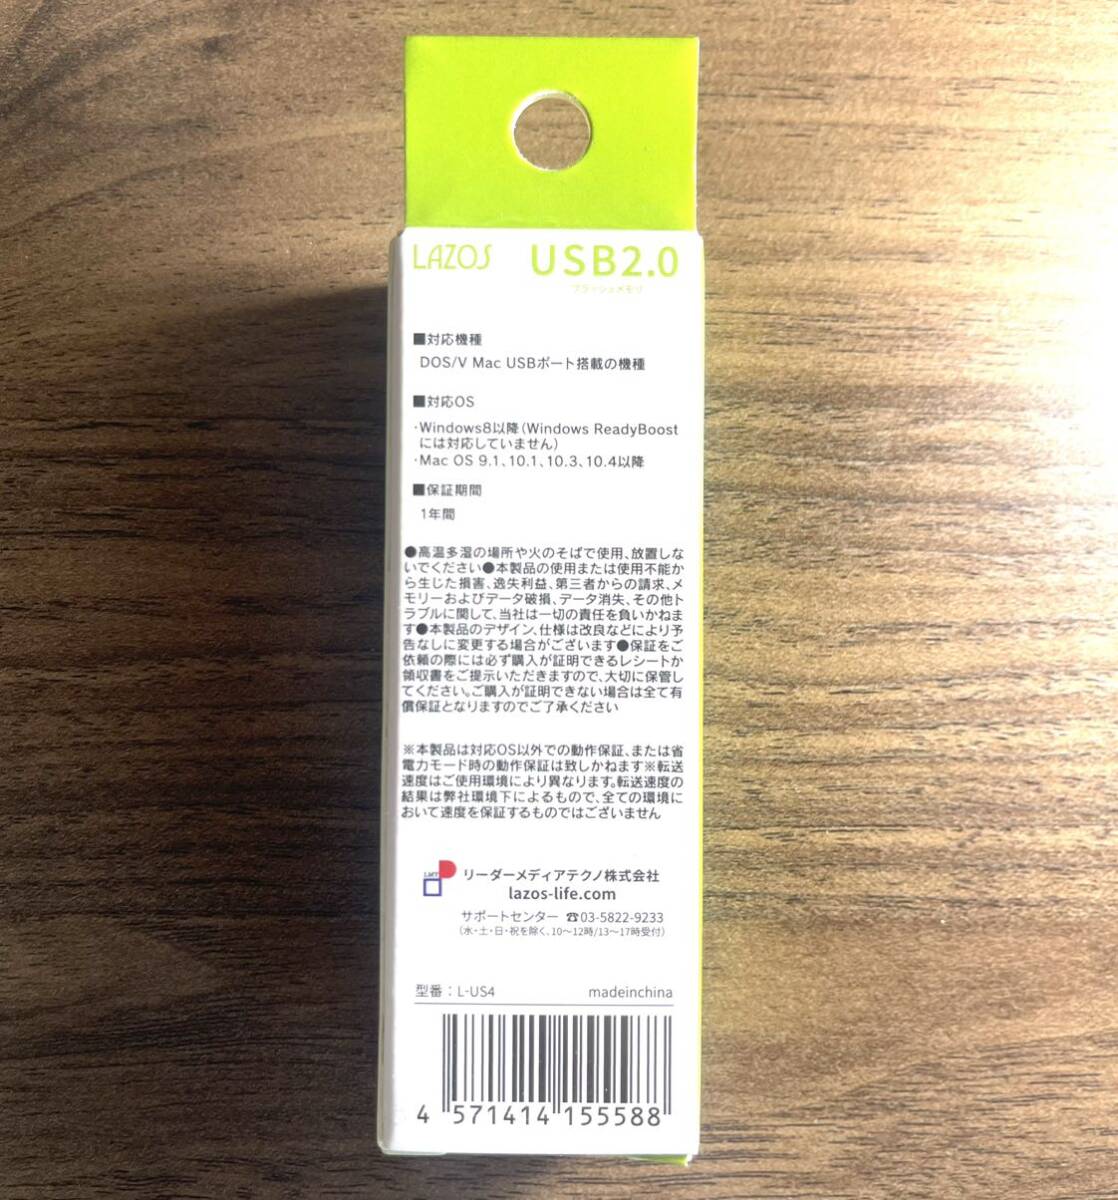 LAZOS USB2.0
フラッシュメモリ
■対応機種
DOS/V Mac USBポート搭載の機種
■対応OS
・Windows8以降(Windows ReadyBoost
には対応していません)
・Mac OS 9.1、10.1、10.3、10.4以降
■保証期間
1年間
●高温多湿の場所や火のそばで使用、放置しな
いでください●本製品の使用または使用不能か
ら生じた損害、逸失利益、第三者からの請求、メ
モリーおよびデータ破損、データ消失、その他ト
ラブルに関して、当社は一切の責任を負いかねま
す●本製品のデザイン、仕様は改良などにより予
告なしに変更する場合がございます●保証をご
依頼の際には必ず購入が証明できるレシートか
領収書をご提示いただきますので、大切に保管し
てください。ご購入が証明できない場合は全て有
償保証となりますのでご了承ください
※本製品は対応OS以外での動作保証、または省
電力モード時の動作保証は致しかねます※転送
速度はご使用環境により異なります。転送速度の
結果は弊社環境下によるもので、全ての環境に
おいて速度を保証するものではございません
LMT リーダーメディアテクノ株式会社
lazos-life.com
サポートセンター ☎03-5822-9233
(水・土・日・祝を除く、10〜12時/13〜17時受付)
型番：L-US4 madeinchina
4 571414 155588